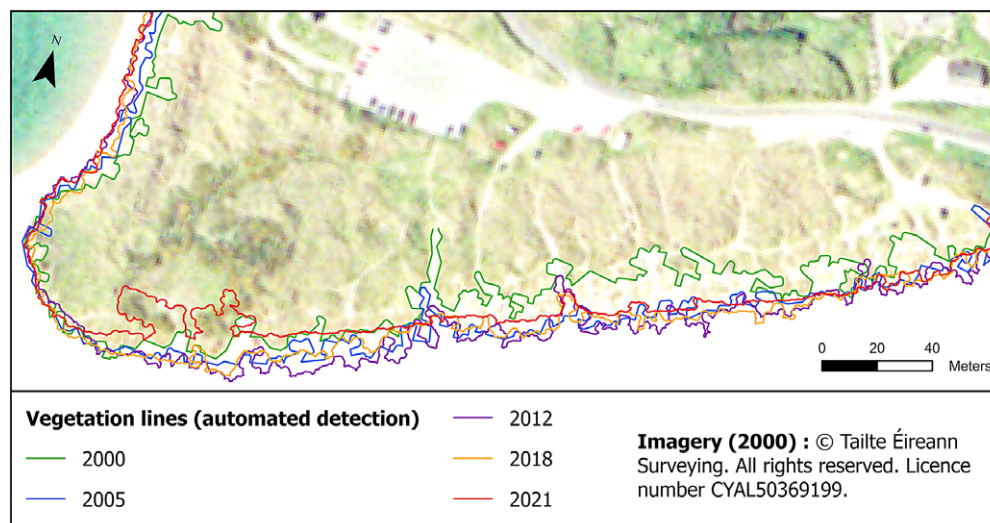 N
0 20 40
Meters
Vegetation lines (automated detection)
2000
2005
2012
2018
2021
Imagery (2000) : © Tailte Éireann
Surveying. All rights reserved. Licence
number CYAL50369199.